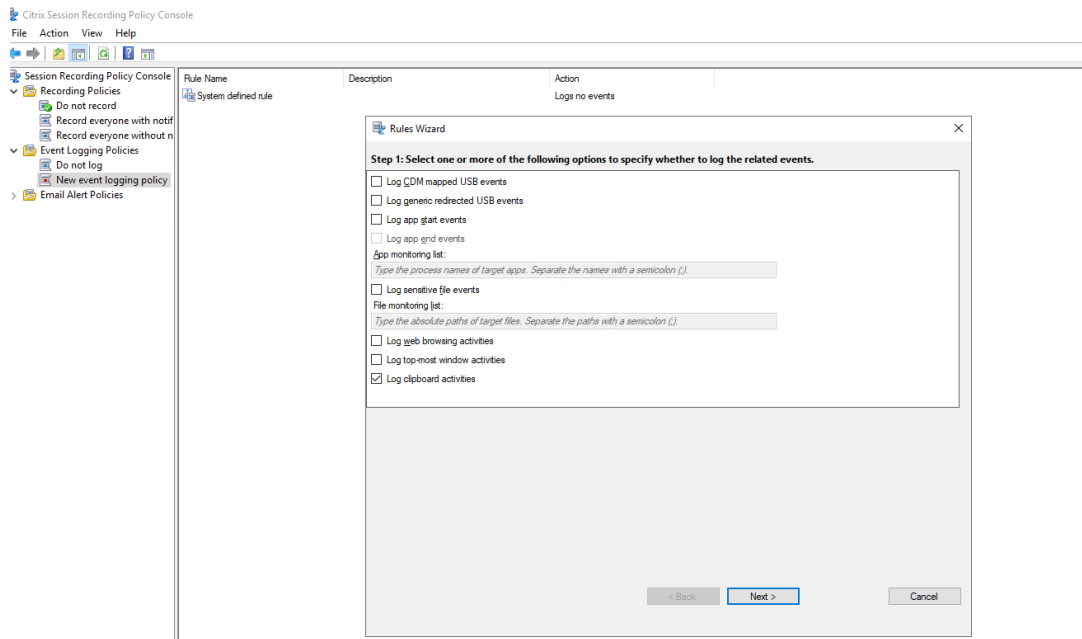 Citrix Session Recording Policy Console
File Action View Help
Session Recording Policy Console
Recording Policies
Do not record
Record everyone with notif
Record everyone without n
Event Logging Policies
Do not log
New event logging policy
Email Alert Policies
Rule Name Description Action
System defined rule Logs no events
Rules Wizard
Step 1: Select one or more of the following options to specify whether to log the related events.
Log CDM mapped USB events
Log generic redirected USB events
Log app start events
Log app end events
App monitoring list:
Type the process names of target apps. Separate the names with a semicolon (;).
Log sensitive file events
File monitoring list:
Type the absolute paths of target files. Separate the paths with a semicolon (;).
Log web browsing activities
Log top-most window activities
Log clipboard activities
< Back Next > Cancel